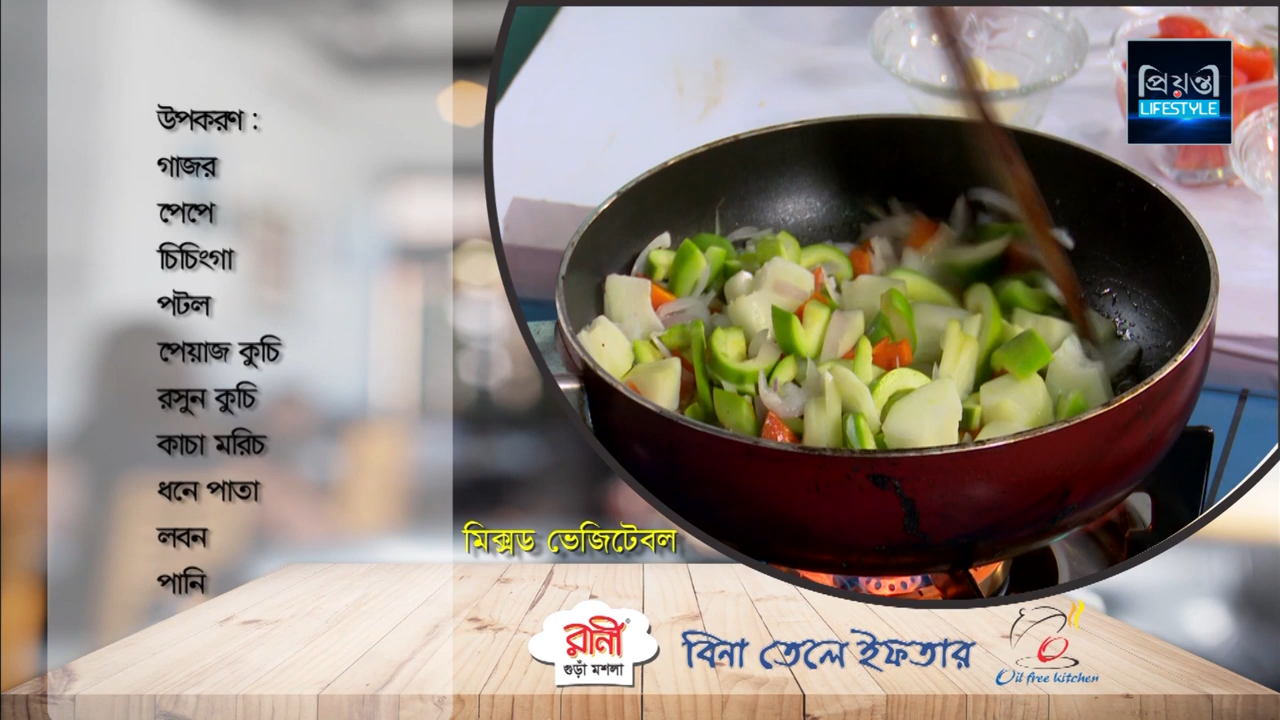 উপকরণ :
গাজর
পেপে
চিচিংগা
পটল
পেয়াজ কুচি
রসুন কুচি
কাচা মরিচ
ধনে পাতা
লবন
পানি
প্রিয়ন্তী
LIFESTYLE
মিক্সড ভেজিটেবল
রানী
গুড়াঁ মশলা
বিনা তেলে ইফতার
Oil free kitchen